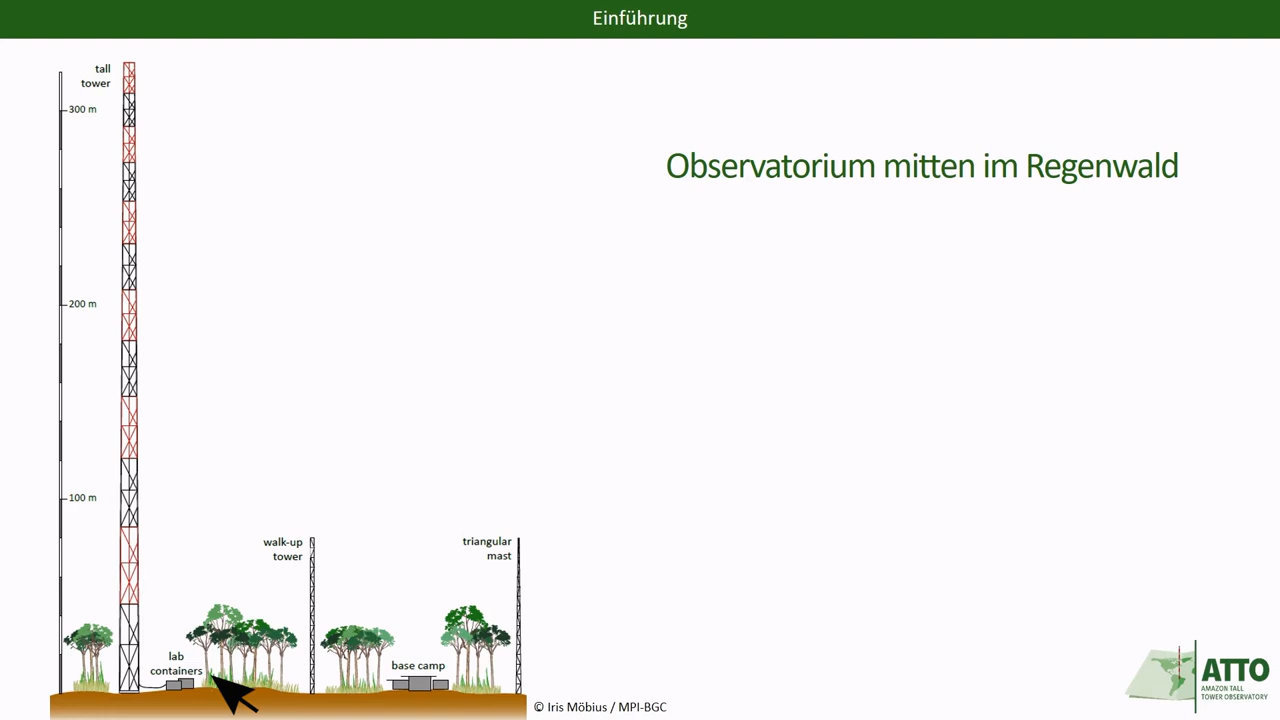 Einführung
tall
tower
300 m
Observatorium mitten im Regenwald
200 m
100 m
walk-up
tower
triangular
mast
lab
containers
base camp
ATTO
AMAZON TALL
TOWER OBSERVATORY
© Iris Möbius / MPI-BGC